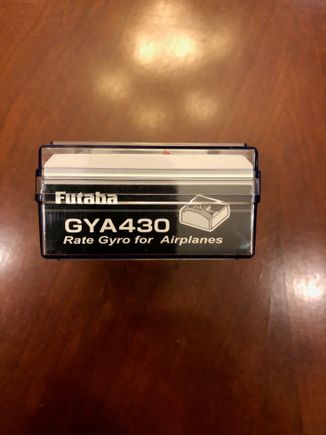 Futaba
GYA430
Rate Gyro for Airplanes